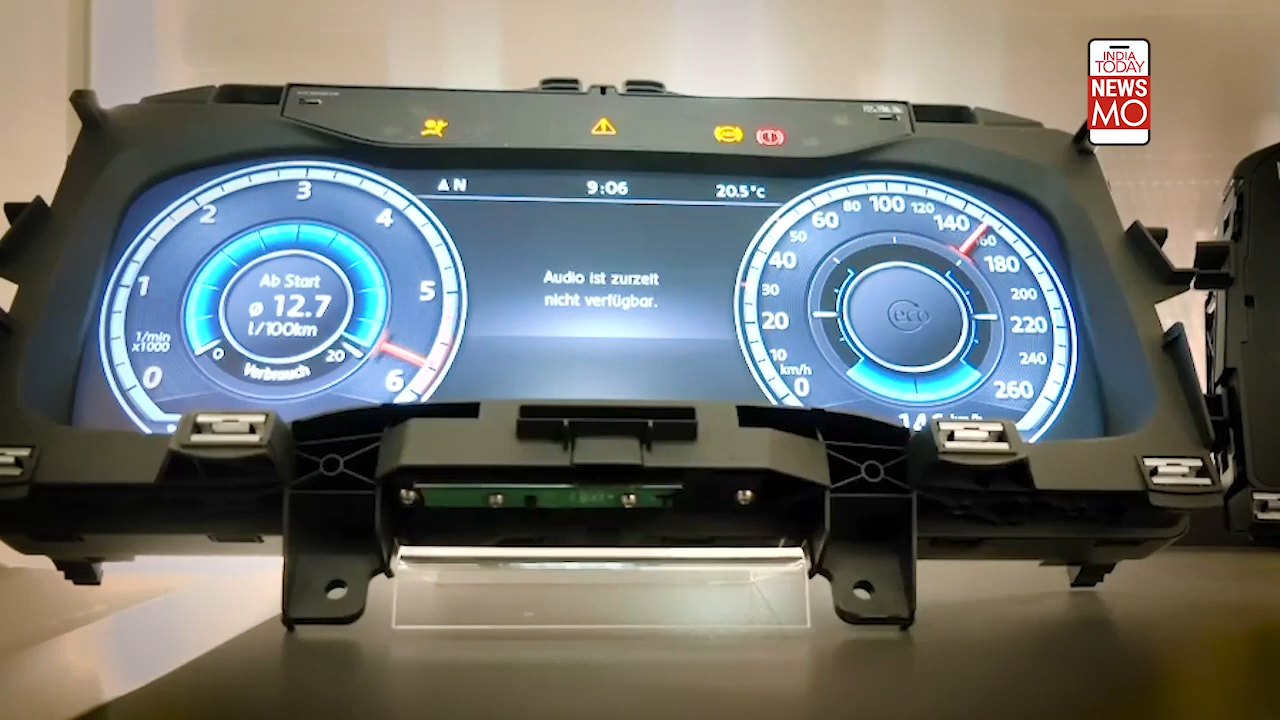 INDIA
TODAY
NEWS
MO
A N
9:06
20.5°C
0
1
2
3
4
5
6
1/min
x1000
Ab Start
ø 12.7
l/100km
0
20
Verbrauch
Audio ist zurzeit
nicht verfügbar.
0
10
20
30
40
50
60
80
100
120
140
160
180
200
220
240
260
km/h
eco
km/h